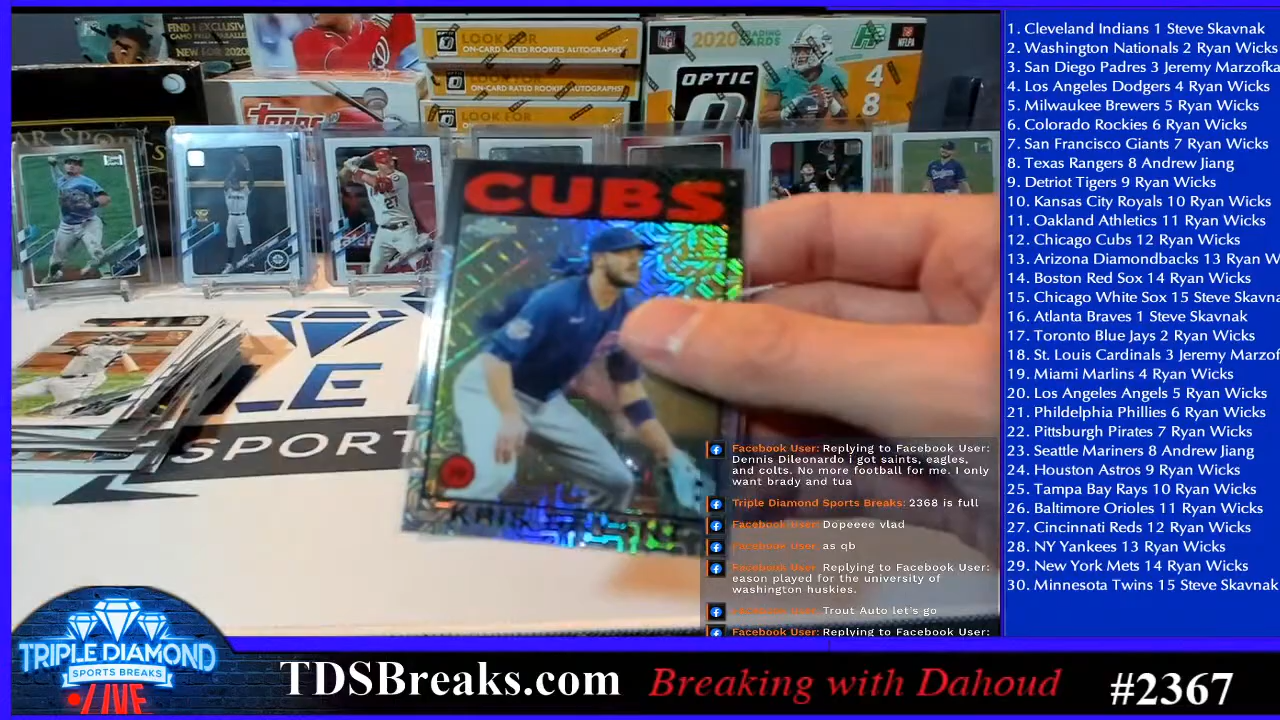 FIND EXCLUSIV
NEW FOR 2020
LOOK FOR
ON-CARD RATED ROOKIES AUTOGRAPHS!
LOOK FOR
ON-CARD RATED ROOKIES AUTOGRAPHS!
LOOK FOR
NFL
2020 TRADING CARDS
NFLPA
OPTIC
4
8
Topps
27
CUBS
KRIS
LE
SPORT
1. Cleveland Indians 1 Steve Skavnak
2. Washington Nationals 2 Ryan Wicks
3. San Diego Padres 3 Jeremy Marzofka
4. Los Angeles Dodgers 4 Ryan Wicks
5. Milwaukee Brewers 5 Ryan Wicks
6. Colorado Rockies 6 Ryan Wicks
7. San Francisco Giants 7 Ryan Wicks
8. Texas Rangers 8 Andrew Jiang
9. Detriot Tigers 9 Ryan Wicks
10. Kansas City Royals 10 Ryan Wicks
11. Oakland Athletics 11 Ryan Wicks
12. Chicago Cubs 12 Ryan Wicks
13. Arizona Diamondbacks 13 Ryan W
14. Boston Red Sox 14 Ryan Wicks
15. Chicago White Sox 15 Steve Skavna
16. Atlanta Braves 1 Steve Skavnak
17. Toronto Blue Jays 2 Ryan Wicks
18. St. Louis Cardinals 3 Jeremy Marzof
19. Miami Marlins 4 Ryan Wicks
20. Los Angeles Angels 5 Ryan Wicks
21. Phildelphia Phillies 6 Ryan Wicks
22. Pittsburgh Pirates 7 Ryan Wicks
23. Seattle Mariners 8 Andrew Jiang
24. Houston Astros 9 Ryan Wicks
25. Tampa Bay Rays 10 Ryan Wicks
26. Baltimore Orioles 11 Ryan Wicks
27. Cincinnati Reds 12 Ryan Wicks
28. NY Yankees 13 Ryan Wicks
29. New York Mets 14 Ryan Wicks
30. Minnesota Twins 15 Steve Skavnak
Facebook User: Replying to Facebook User:
Dennis Dileonardo i got saints, eagles,
and colts. No more football for me. I only
want brady and tua
Triple Diamond Sports Breaks: 2368 is full
Facebook User: Dopeeee vlad
Facebook User: as qb
Facebook User: Replying to Facebook User:
eason played for the university of
washington huskies.
Facebook User: Trout Auto let's go
Facebook User: Replying to Facebook User:
TRIPLE DIAMOND
SPORTS BREAKS
LIVE
TDSBreaks.com
Breaking with Dahoud
#2367